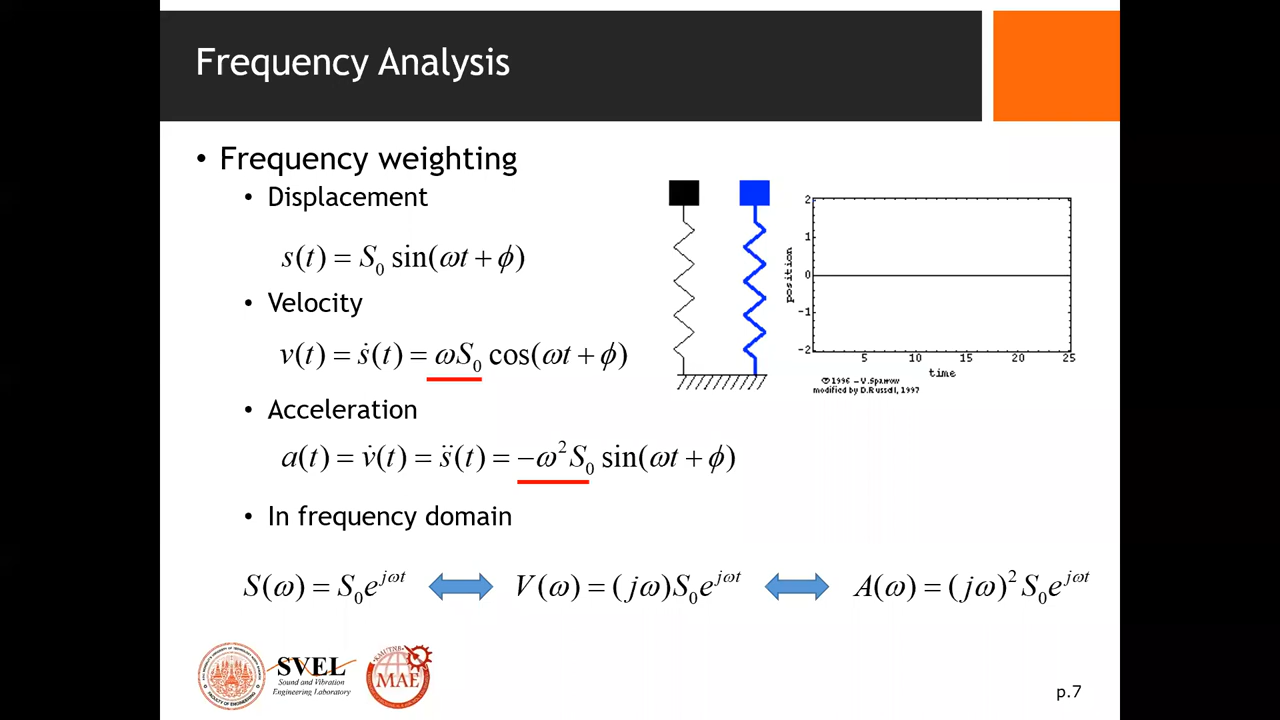 Frequency Analysis
• Frequency weighting
• Displacement
s(t) = S₀ sin(ωt + ϕ)
• Velocity
v(t) = ṡ(t) = ωS₀ cos(ωt + ϕ)
• Acceleration
a(t) = v̇(t) = s̈(t) = −ω²S₀ sin(ωt + ϕ)
• In frequency domain
S(ω) = S₀e^{jωt} V(ω) = (jω)S₀e^{jωt} A(ω) = (jω)²S₀e^{jωt}
2
1
0
-1
-2
position
5 10 15 20 25
time
© 1996 - V.Sparrow
modified by D.Russell, 1997
SVEL
Sound and Vibration
Engineering Laboratory
KMUTNB
MAE
p.7